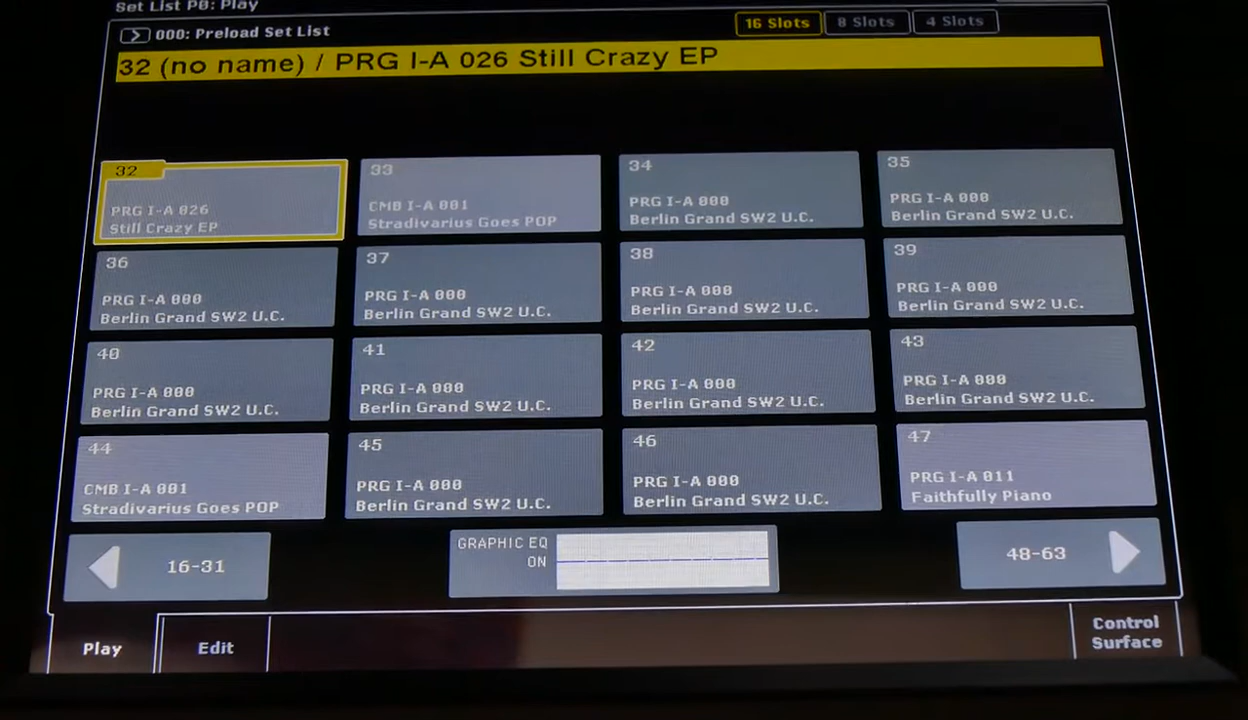 Set List P0: Play
000: Preload Set List
16 Slots
8 Slots
4 Slots
32 (no name) / PRG I-A 026 Still Crazy EP
32
PRG I-A 026
Still Crazy EP
33
CMB I-A 001
Stradivarius Goes POP
34
PRG I-A 000
Berlin Grand SW2 U.C.
35
PRG I-A 000
Berlin Grand SW2 U.C.
36
PRG I-A 000
Berlin Grand SW2 U.C.
37
PRG I-A 000
Berlin Grand SW2 U.C.
38
PRG I-A 000
Berlin Grand SW2 U.C.
39
PRG I-A 000
Berlin Grand SW2 U.C.
40
PRG I-A 000
Berlin Grand SW2 U.C.
41
PRG I-A 000
Berlin Grand SW2 U.C.
42
PRG I-A 000
Berlin Grand SW2 U.C.
43
PRG I-A 000
Berlin Grand SW2 U.C.
44
CMB I-A 001
Stradivarius Goes POP
45
PRG I-A 000
Berlin Grand SW2 U.C.
46
PRG I-A 000
Berlin Grand SW2 U.C.
47
PRG I-A 011
Faithfully Piano
16-31
GRAPHIC EQ
ON
48-63
Play
Edit
Control
Surface